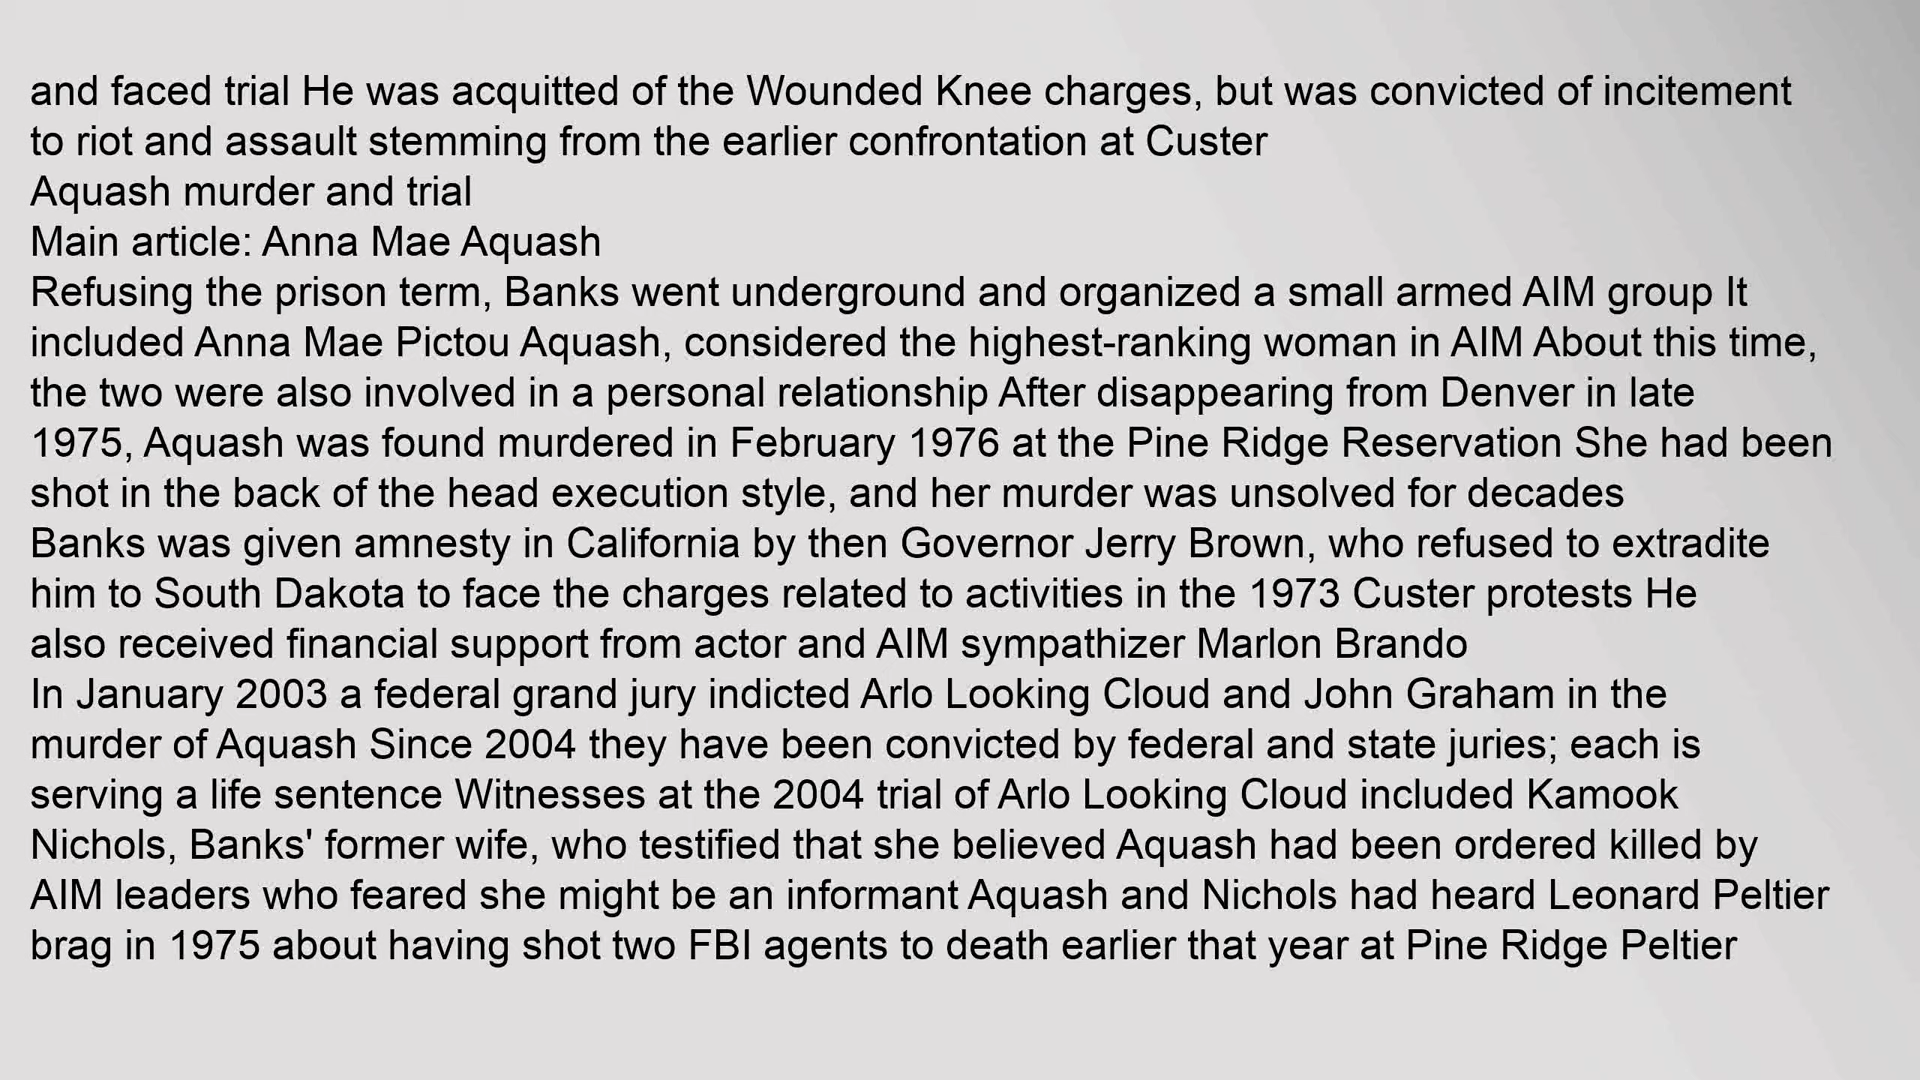 and faced trial He was acquitted of the Wounded Knee charges, but was convicted of incitement
to riot and assault stemming from the earlier confrontation at Custer
Aquash murder and trial
Main article: Anna Mae Aquash
Refusing the prison term, Banks went underground and organized a small armed AIM group It
included Anna Mae Pictou Aquash, considered the highest-ranking woman in AIM About this time,
the two were also involved in a personal relationship After disappearing from Denver in late
1975, Aquash was found murdered in February 1976 at the Pine Ridge Reservation She had been
shot in the back of the head execution style, and her murder was unsolved for decades
Banks was given amnesty in California by then Governor Jerry Brown, who refused to extradite
him to South Dakota to face the charges related to activities in the 1973 Custer protests He
also received financial support from actor and AIM sympathizer Marlon Brando
In January 2003 a federal grand jury indicted Arlo Looking Cloud and John Graham in the
murder of Aquash Since 2004 they have been convicted by federal and state juries; each is
serving a life sentence Witnesses at the 2004 trial of Arlo Looking Cloud included Kamook
Nichols, Banks' former wife, who testified that she believed Aquash had been ordered killed by
AIM leaders who feared she might be an informant Aquash and Nichols had heard Leonard Peltier
brag in 1975 about having shot two FBI agents to death earlier that year at Pine Ridge Peltier